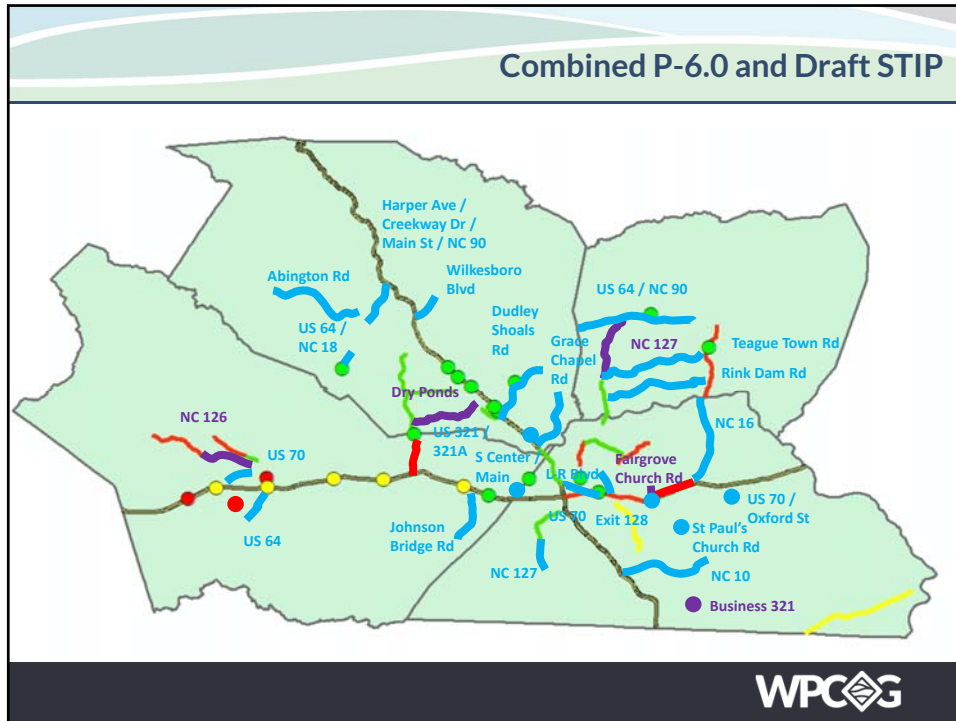 Combined P-6.0 and Draft STIP
Harper Ave /
Creekway Dr /
Main St / NC 90
Abington Rd
Wilkesboro
Blvd
US 64 /
NC 18
Dudley
Shoals
Rd
Grace
Chapel
Rd
US 64 / NC 90
NC 127
Teague Town Rd
Rink Dam Rd
Dry Ponds
NC 126
US 70
US 321 /
321A
S Center /
Main
L-R Blvd
Fairgrove
Church Rd
NC 16
US 64
Johnson
Bridge Rd
US 70
Exit 128
US 70 /
Oxford St
St Paul's
Church Rd
NC 127
NC 10
Business 321
WPCOG